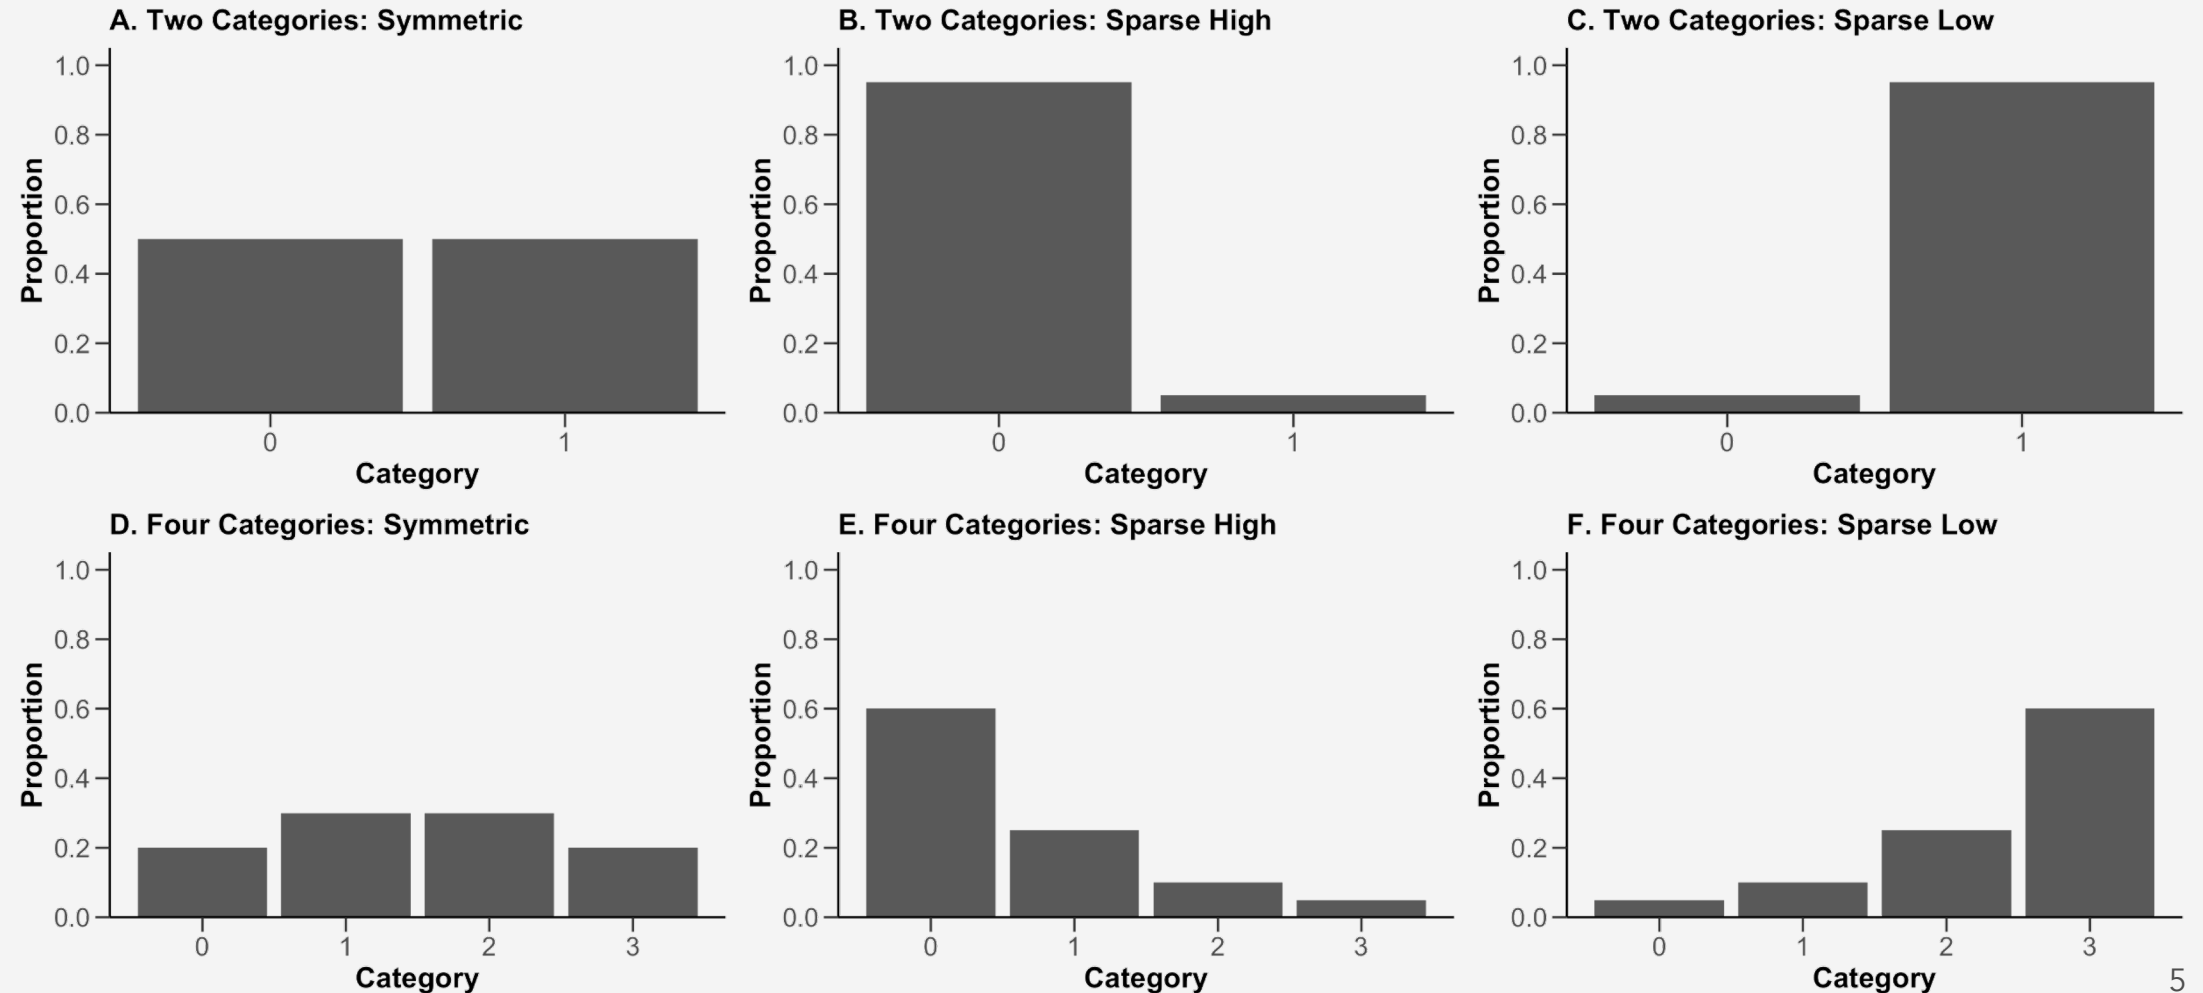 A. Two Categories: Symmetric
1.0
0.8
0.6
0.4
0.2
0.0
Proportion
0 1
Category
B. Two Categories: Sparse High
1.0
0.8
0.6
0.4
0.2
0.0
Proportion
0 1
Category
C. Two Categories: Sparse Low
1.0
0.8
0.6
0.4
0.2
0.0
Proportion
0 1
Category
D. Four Categories: Symmetric
1.0
0.8
0.6
0.4
0.2
0.0
Proportion
0 1 2 3
Category
E. Four Categories: Sparse High
1.0
0.8
0.6
0.4
0.2
0.0
Proportion
0 1 2 3
Category
F. Four Categories: Sparse Low
1.0
0.8
0.6
0.4
0.2
0.0
Proportion
0 1 2 3
Category
5